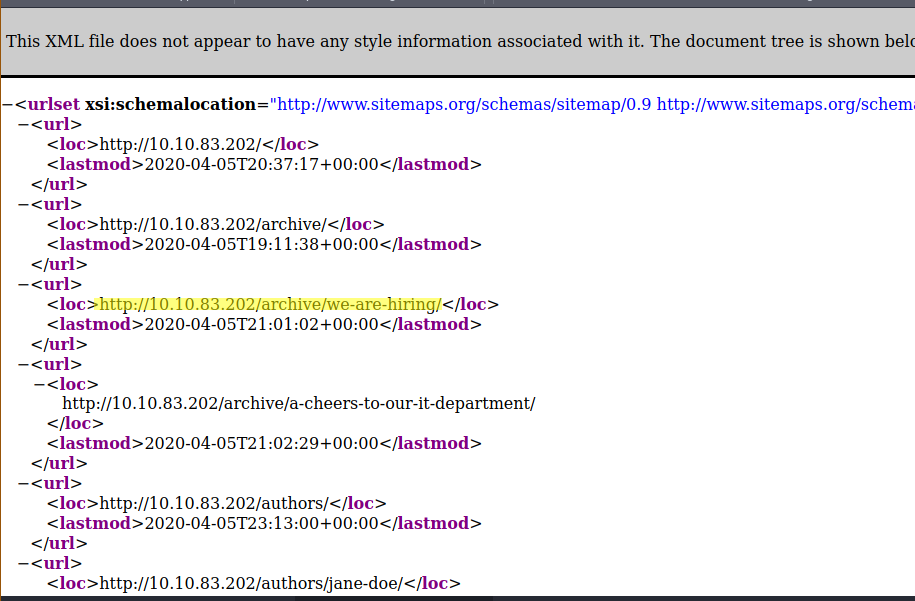 This XML file does not appear to have any style information associated with it. The document tree is shown belo
−<urlset xsi:schemalocation="http://www.sitemaps.org/schemas/sitemap/0.9 http://www.sitemaps.org/schema
−<url>
<loc>http://10.10.83.202/</loc>
<lastmod>2020-04-05T20:37:17+00:00</lastmod>
</url>
−<url>
<loc>http://10.10.83.202/archive/</loc>
<lastmod>2020-04-05T19:11:38+00:00</lastmod>
</url>
−<url>
<loc>http://10.10.83.202/archive/we-are-hiring/</loc>
<lastmod>2020-04-05T21:01:02+00:00</lastmod>
</url>
−<url>
−<loc>
http://10.10.83.202/archive/a-cheers-to-our-it-department/
</loc>
<lastmod>2020-04-05T21:02:29+00:00</lastmod>
</url>
−<url>
<loc>http://10.10.83.202/authors/</loc>
<lastmod>2020-04-05T23:13:00+00:00</lastmod>
</url>
−<url>
<loc>http://10.10.83.202/authors/jane-doe/</loc>